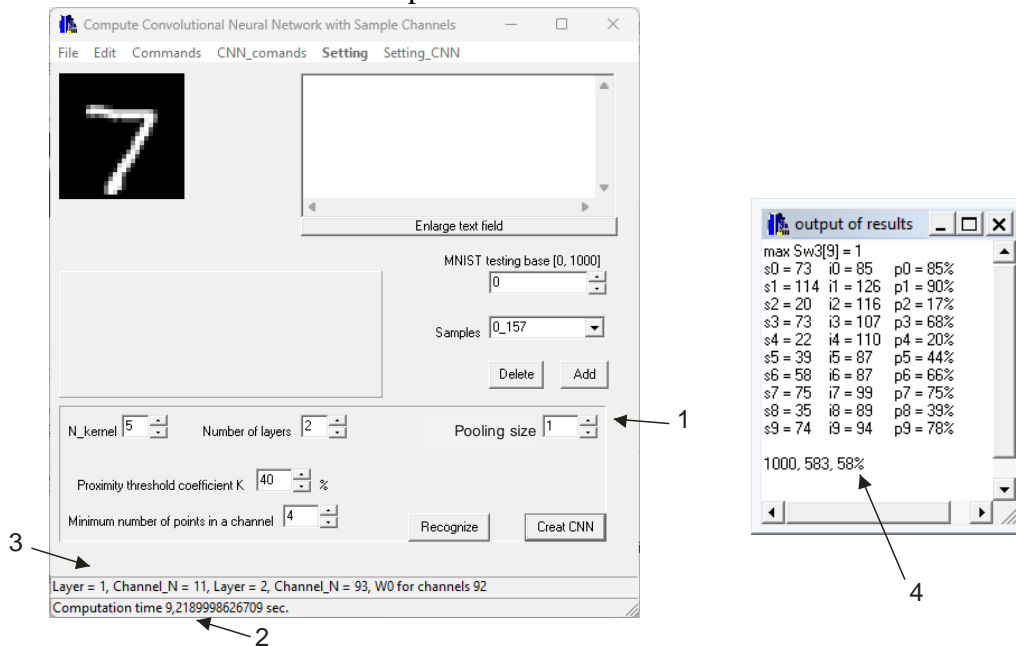 Compute Convolutional Neural Network with Sample Channels
File Edit Commands CNN_comands Setting Setting_CNN
Enlarge text field
MNIST testing base [0, 1000]
0
Samples 0_157
Delete Add
N_kernel 5 Number of layers 2 Pooling size 1
Proximity threshold coefficient K 40 %
Minimum number of points in a channel 4
Recognize Creat CNN
Layer = 1, Channel_N = 11, Layer = 2, Channel_N = 93, W0 for channels 92
Computation time 9,2189998626709 sec.
1
2
3
output of results
max Sw3[9] = 1
s0 = 73 i0 = 85 p0 = 85%
s1 = 114 i1 = 126 p1 = 90%
s2 = 20 i2 = 116 p2 = 17%
s3 = 73 i3 = 107 p3 = 68%
s4 = 22 i4 = 110 p4 = 20%
s5 = 39 i5 = 87 p5 = 44%
s6 = 58 i6 = 87 p6 = 66%
s7 = 75 i7 = 99 p7 = 75%
s8 = 35 i8 = 89 p8 = 39%
s9 = 74 i9 = 94 p9 = 78%
1000, 583, 58%
4
7